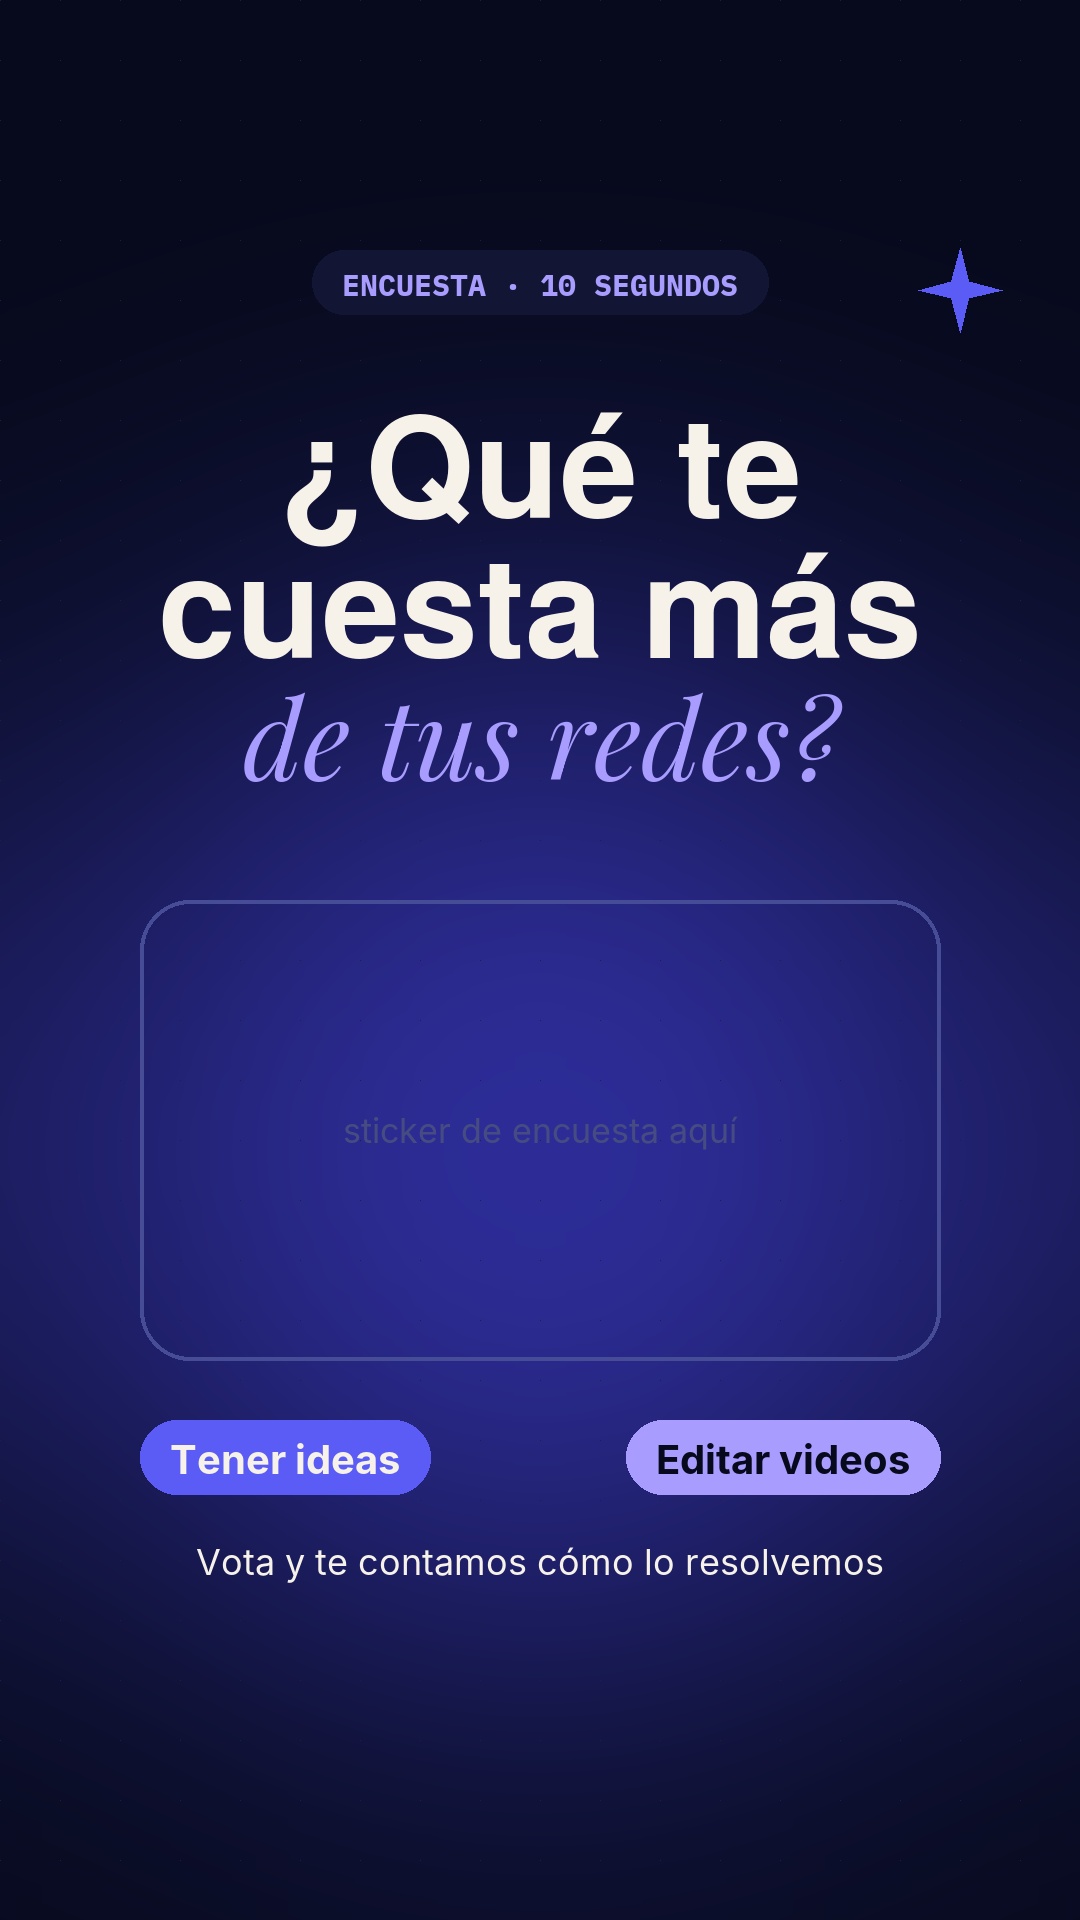 ENCUESTA · 10 SEGUNDOS
¿Qué te
cuesta más
de tus redes?
sticker de encuesta aquí
Tener ideas
Editar videos
Vota y te contamos cómo lo resolvemos